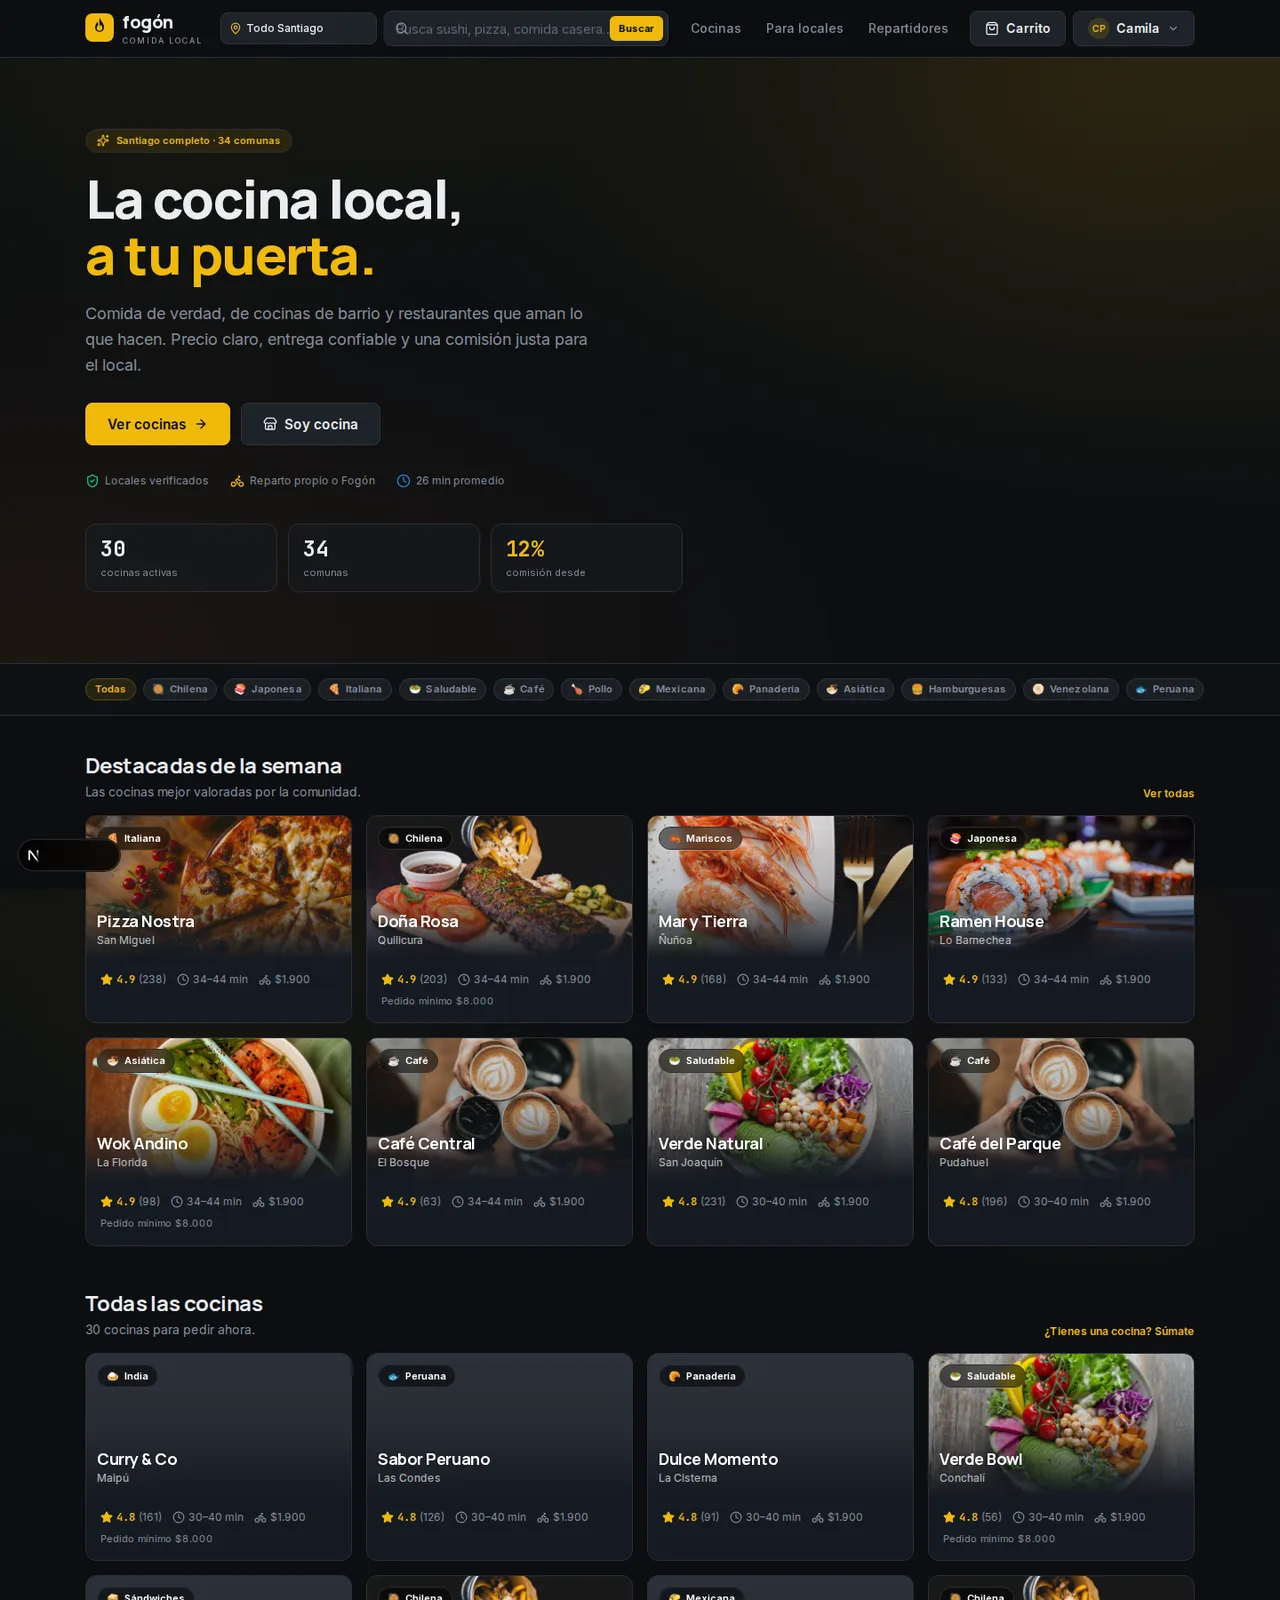 fogón
COMIDA LOCAL
Todo Santiago
Busca sushi, pizza, comida casera...
Buscar
Cocinas
Para locales
Repartidores
Carrito
CP
Camila
Santiago completo · 34 comunas
La cocina local,
a tu puerta.
Comida de verdad, de cocinas de barrio y restaurantes que aman lo
que hacen. Precio claro, entrega confiable y una comisión justa para
el local.
Ver cocinas
Soy cocina
Locales verificados
Reparto propio o Fogón
26 min promedio
30
cocinas activas
34
comunas
12%
comisión desde
Todas
Chilena
Japonesa
Italiana
Saludable
Café
Pollo
Mexicana
Panadería
Asiática
Hamburguesas
Venezolana
Peruana
Destacadas de la semana
Las cocinas mejor valoradas por la comunidad.
Ver todas
N
Italiana
Pizza Nostra
San Miguel
4.9 (238) 34–44 min $1.900
Chilena
Doña Rosa
Quilicura
4.9 (203) 34–44 min $1.900
Pedido mínimo $8.000
Mariscos
Mar y Tierra
Ñuñoa
4.9 (168) 34–44 min $1.900
Japonesa
Ramen House
Lo Barnechea
4.9 (133) 34–44 min $1.900
Asiática
Wok Andino
La Florida
4.9 (98) 34–44 min $1.900
Pedido mínimo $8.000
Café
Café Central
El Bosque
4.9 (63) 34–44 min $1.900
Saludable
Verde Natural
San Joaquín
4.8 (231) 30–40 min $1.900
Café
Café del Parque
Pudahuel
4.8 (196) 30–40 min $1.900
Todas las cocinas
30 cocinas para pedir ahora.
¿Tienes una cocina? Súmate
India
Curry & Co
Maipú
4.8 (161) 30–40 min $1.900
Pedido mínimo $8.000
Peruana
Sabor Peruano
Las Condes
4.8 (126) 30–40 min $1.900
Panadería
Dulce Momento
La Cisterna
4.8 (91) 30–40 min $1.900
Saludable
Verde Bowl
Conchalí
4.8 (56) 30–40 min $1.900
Pedido mínimo $8.000
Sándwiches
Chilena
Mexicana
Chilena